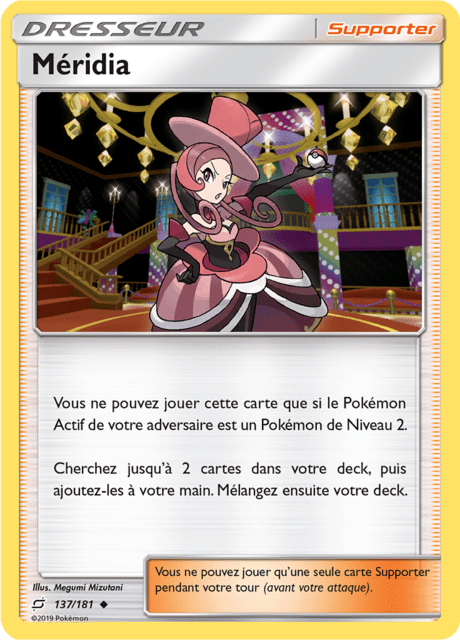 DRESSEUR
Supporter
Méridia
Vous ne pouvez jouer cette carte que si le Pokémon
Actif de votre adversaire est un Pokémon de Niveau 2.
Cherchez jusqu'à 2 cartes dans votre deck, puis
ajoutez-les à votre main. Mélangez ensuite votre deck.
Vous ne pouvez jouer qu'une seule carte Supporter
pendant votre tour (avant votre attaque).
Illus. Megumi Mizutani
137/181 ◆
©2019 Pokémon